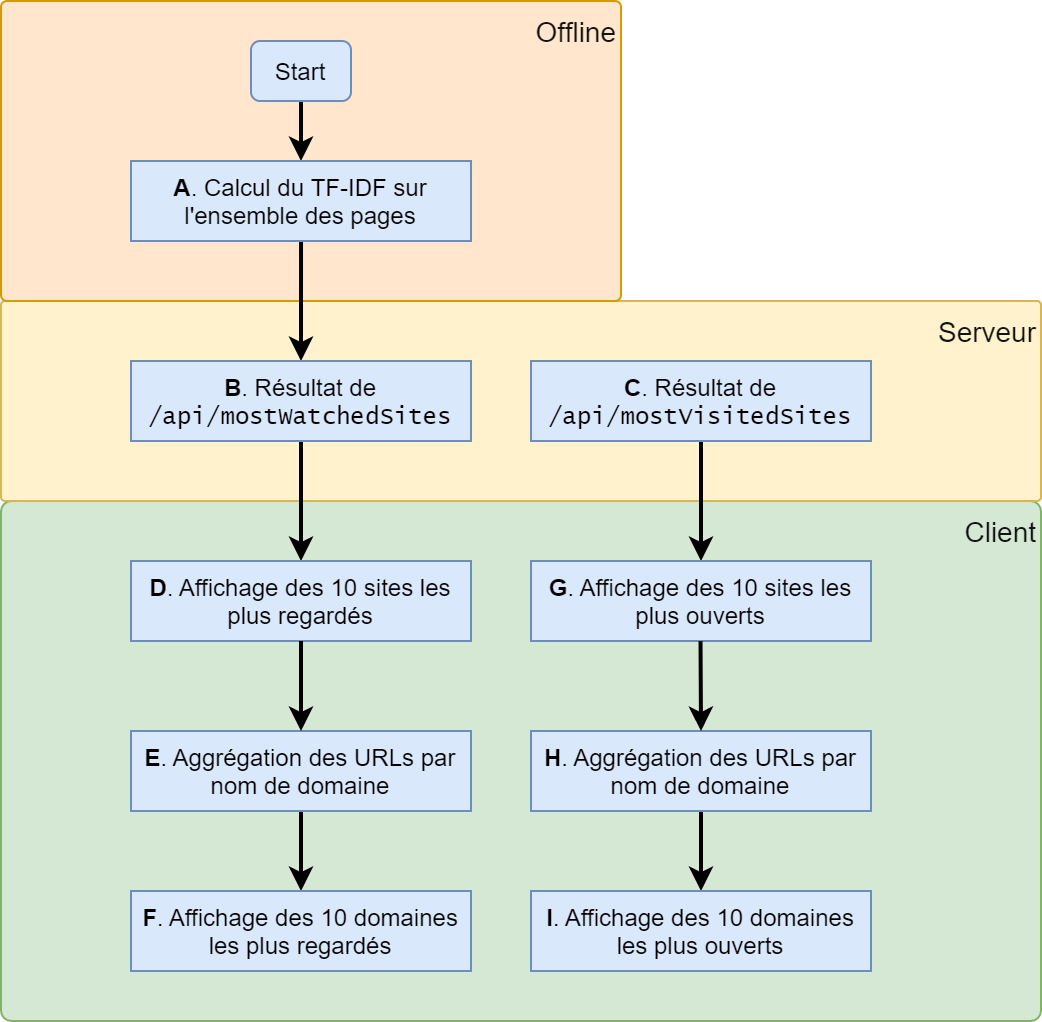 Offline
Start
A. Calcul du TF-IDF sur
l'ensemble des pages
Serveur
B. Résultat de
/api/mostWatchedSites
C. Résultat de
/api/mostVisitedSites
Client
D. Affichage des 10 sites les
plus regardés
G. Affichage des 10 sites les
plus ouverts
E. Aggrégation des URLs par
nom de domaine
H. Aggrégation des URLs par
nom de domaine
F. Affichage des 10 domaines
les plus regardés
I. Affichage des 10 domaines
les plus ouverts